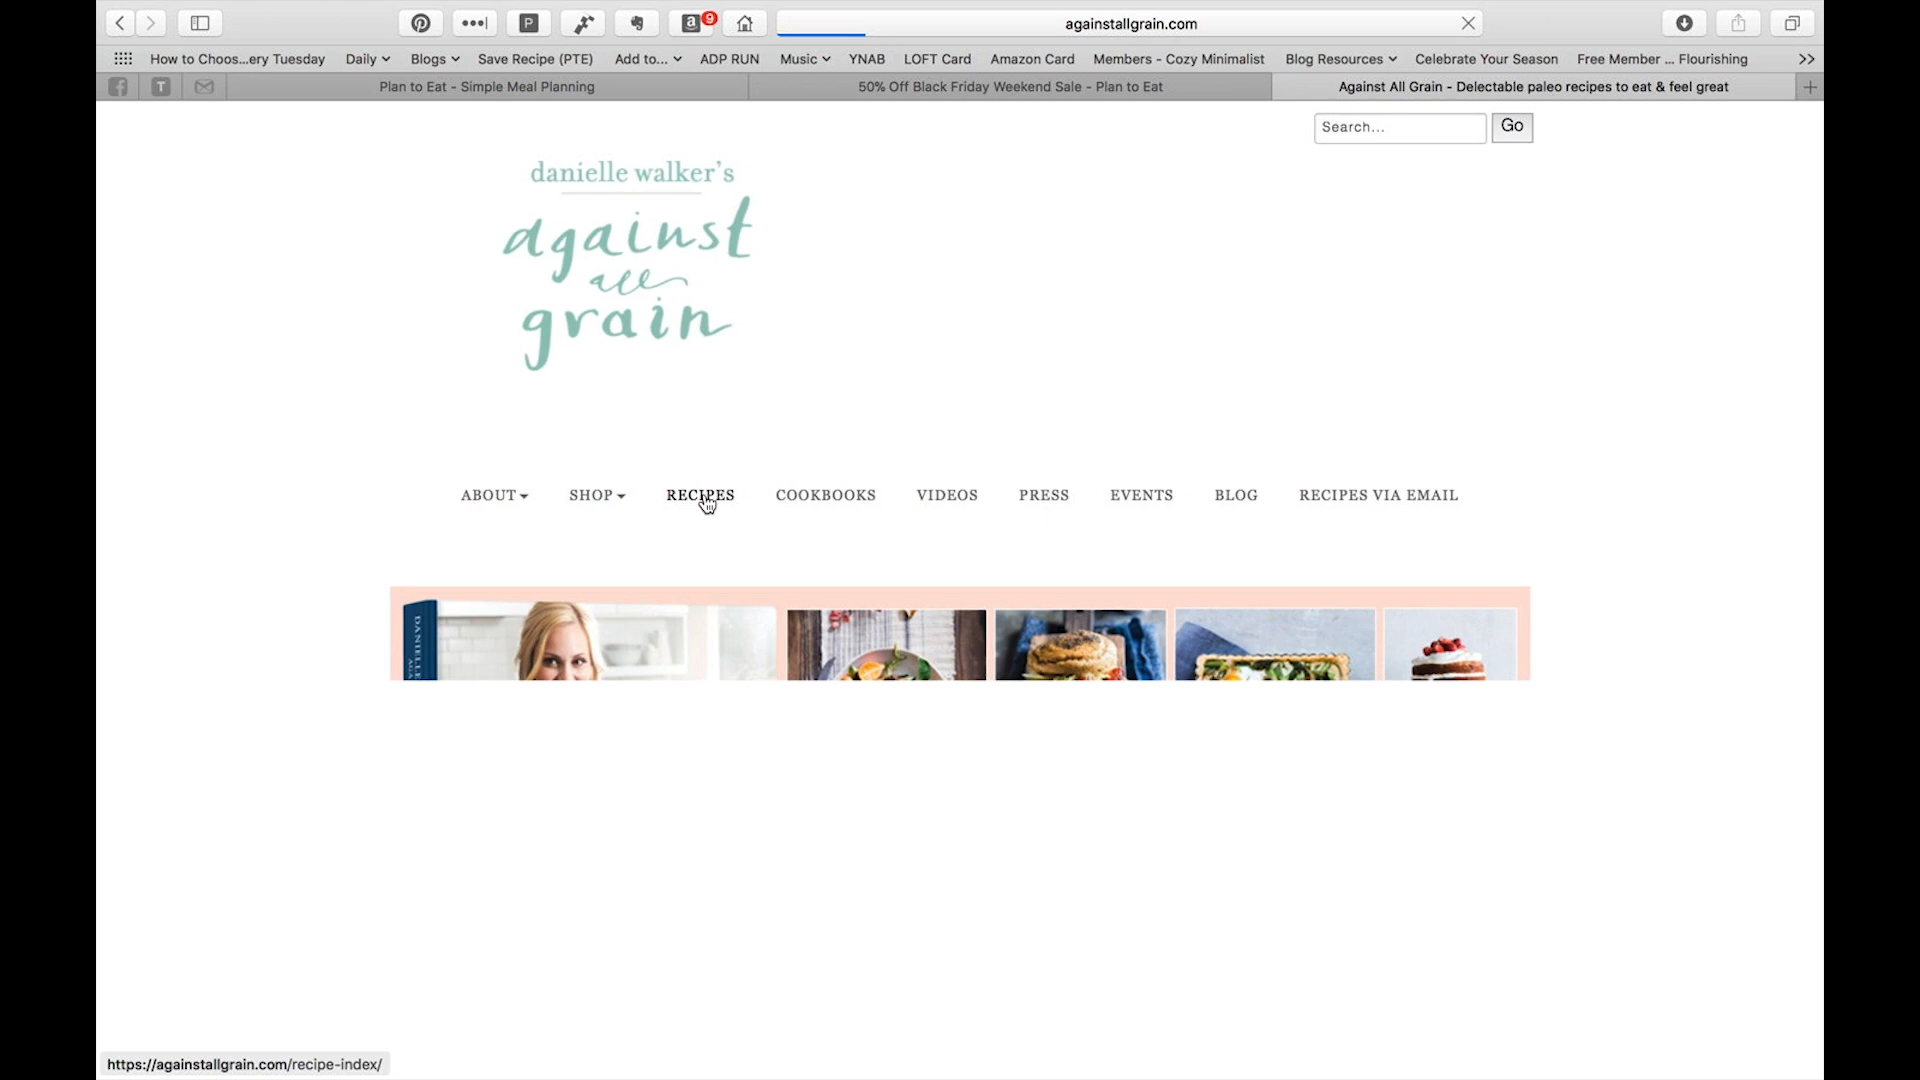 P
a 9
againstallgrain.com
How to Choos...ery Tuesday Daily Blogs Save Recipe (PTE) Add to... ADP RUN Music YNAB LOFT Card Amazon Card Members - Cozy Minimalist Blog Resources Celebrate Your Season Free Member ... Flourishing
T Plan to Eat - Simple Meal Planning 50% Off Black Friday Weekend Sale - Plan to Eat Against All Grain - Delectable paleo recipes to eat & feel great
Search... Go
danielle walker's
against
all
grain
ABOUT SHOP RECIPES COOKBOOKS VIDEOS PRESS EVENTS BLOG RECIPES VIA EMAIL
https://againstallgrain.com/recipe-index/